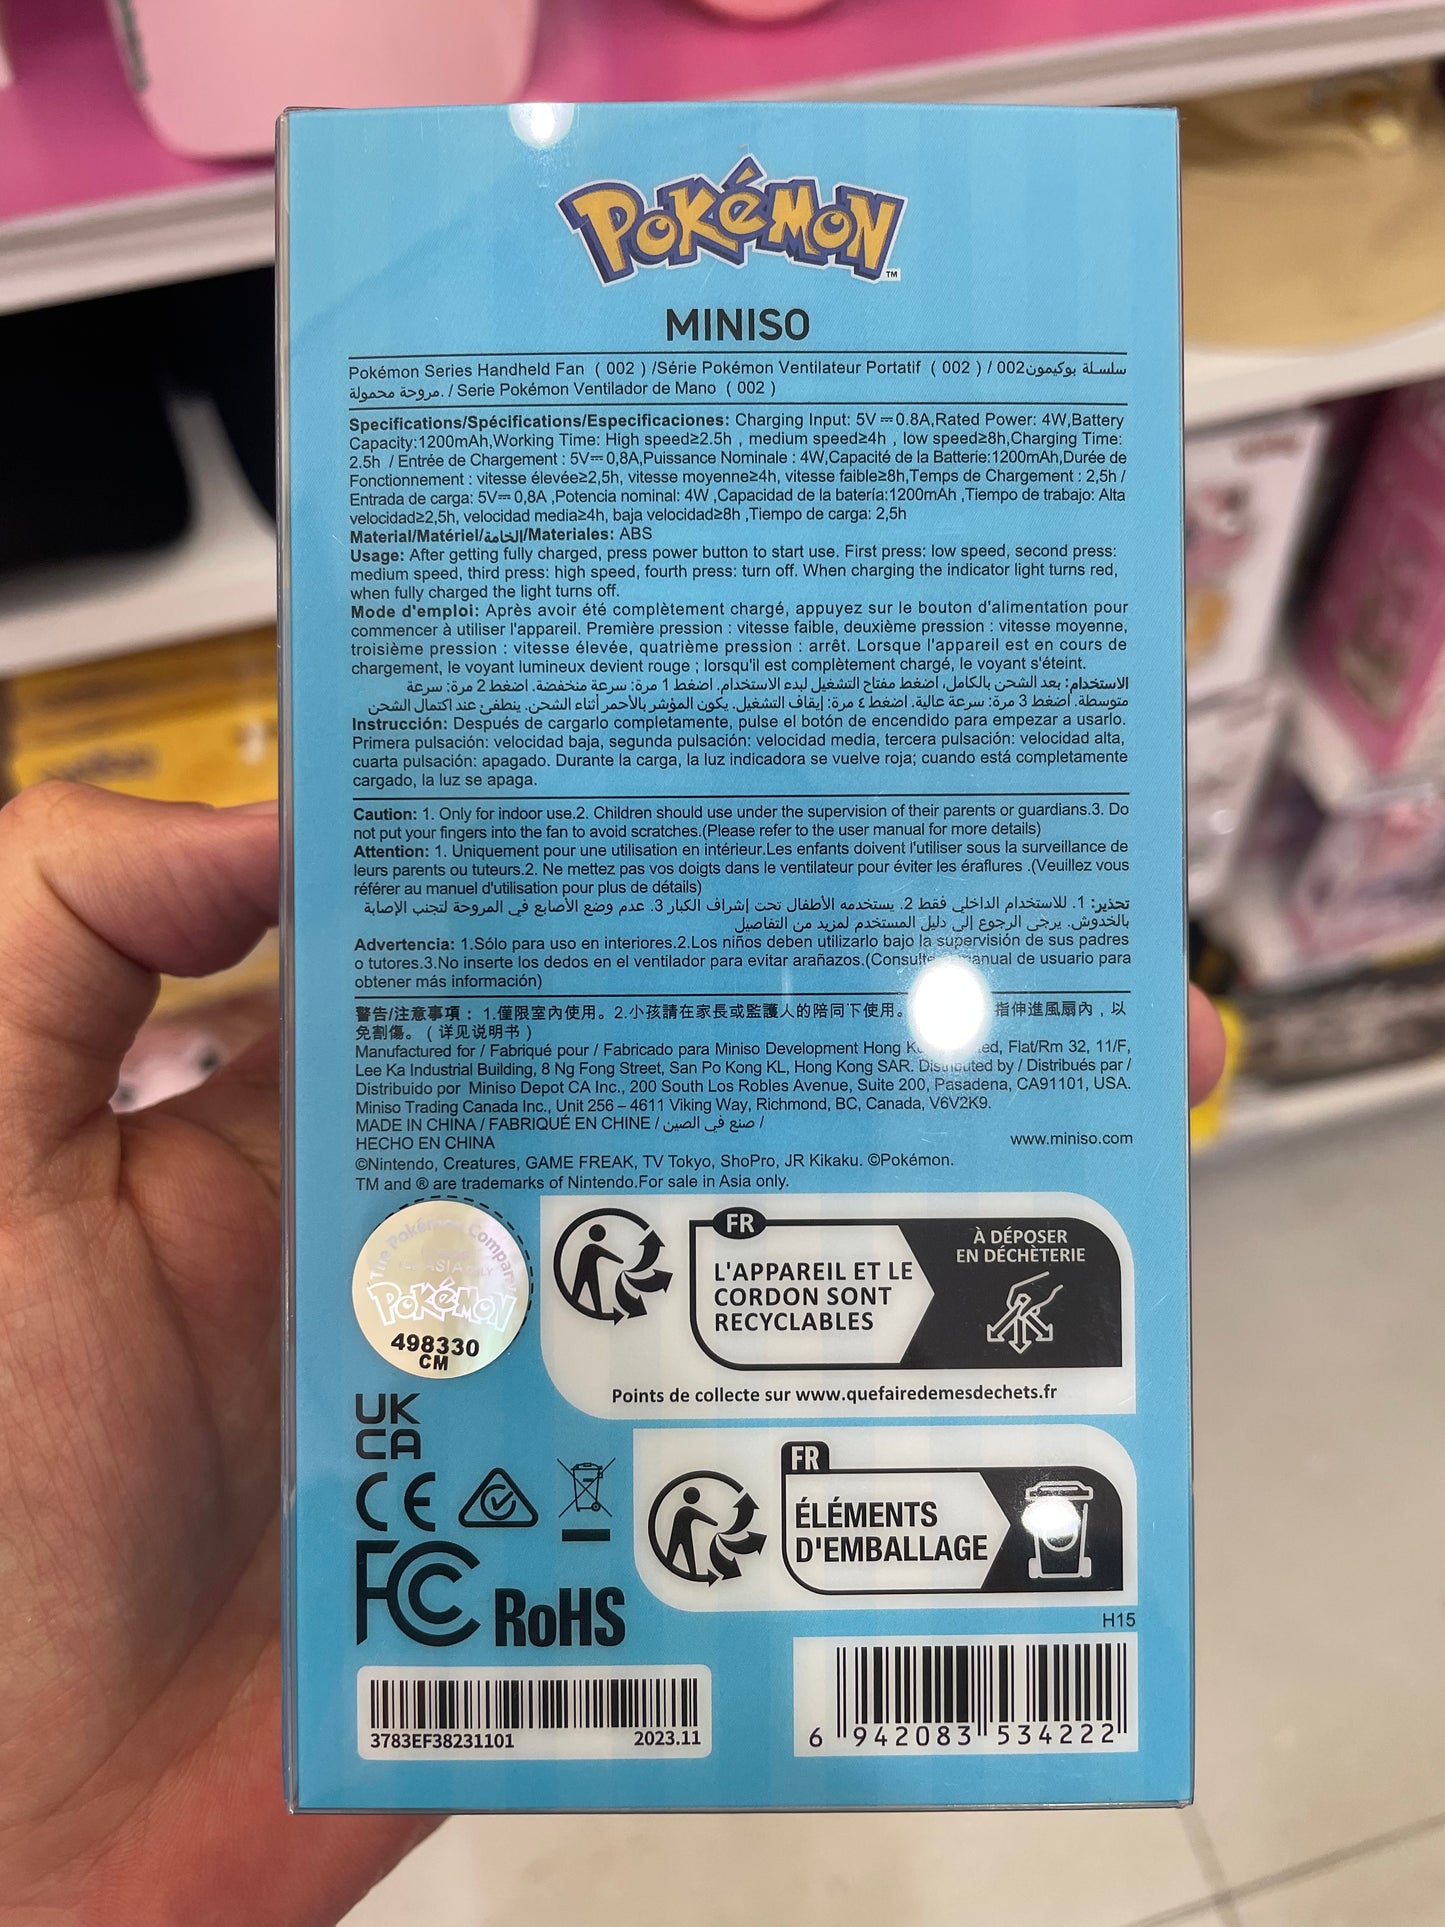 POKéMON™
MINISO
Pokémon Series Handheld Fan ( 002 ) /Série Pokémon Ventilateur Portatif ( 002 ) / 002سلسلة بوكيمون
مروحة محمولة. / Serie Pokémon Ventilador de Mano ( 002 )
Specifications/Spécifications/Especificaciones: Charging Input: 5V⎓0.8A,Rated Power: 4W,Battery
Capacity:1200mAh,Working Time: High speed≥2.5h , medium speed≥4h , low speed≥8h,Charging Time:
2.5h / Entrée de Chargement : 5V⎓0,8A,Puissance Nominale : 4W,Capacité de la Batterie:1200mAh,Durée de
Fonctionnement : vitesse élevée≥2,5h, vitesse moyenne≥4h, vitesse faible≥8h,Temps de Chargement : 2,5h /
Entrada de carga: 5V⎓0,8A ,Potencia nominal: 4W ,Capacidad de la batería:1200mAh ,Tiempo de trabajo: Alta
velocidad≥2,5h, velocidad media≥4h, baja velocidad≥8h ,Tiempo de carga: 2,5h
Material/Matériel/الخامة/Materiales: ABS
Usage: After getting fully charged, press power button to start use. First press: low speed, second press:
medium speed, third press: high speed, fourth press: turn off. When charging the indicator light turns red,
when fully charged the light turns off.
Mode d'emploi: Après avoir été complètement chargé, appuyez sur le bouton d'alimentation pour
commencer à utiliser l'appareil. Première pression : vitesse faible, deuxième pression : vitesse moyenne,
troisième pression : vitesse élevée, quatrième pression : arrêt. Lorsque l'appareil est en cours de
chargement, le voyant lumineux devient rouge ; lorsqu'il est complètement chargé, le voyant s'éteint.
الاستخدام: بعد الشحن بالكامل، اضغط مفتاح التشغيل لبدء الاستخدام. اضغط 1 مرة: سرعة منخفضة. اضغط 2 مرة: سرعة
متوسطة. اضغط 3 مرة: سرعة عالية. اضغط ٤ مرة: إيقاف التشغيل. يكون المؤشر بالأحمر أثناء الشحن. ينطفئ عند اكتمال الشحن
Instrucción: Después de cargarlo completamente, pulse el botón de encendido para empezar a usarlo.
Primera pulsación: velocidad baja, segunda pulsación: velocidad media, tercera pulsación: velocidad alta,
cuarta pulsación: apagado. Durante la carga, la luz indicadora se vuelve roja; cuando está completamente
cargado, la luz se apaga.
Caution: 1. Only for indoor use.2. Children should use under the supervision of their parents or guardians.3. Do
not put your fingers into the fan to avoid scratches.(Please refer to the user manual for more details)
Attention: 1. Uniquement pour une utilisation en intérieur.Les enfants doivent l'utiliser sous la surveillance de
leurs parents ou tuteurs.2. Ne mettez pas vos doigts dans le ventilateur pour éviter les éraflures .(Veuillez vous
référer au manuel d'utilisation pour plus de détails)
تحذير: 1. للاستخدام الداخلي فقط 2. يستخدمه الأطفال تحت إشراف الكبار 3. عدم وضع الأصابع في المروحة لتجنب الإصابة
بالخدوش. يرجى الرجوع إلى دليل المستخدم لمزيد من التفاصيل
Advertencia: 1.Sólo para uso en interiores.2.Los niños deben utilizarlo bajo la supervisión de sus padres
o tutores.3.No inserte los dedos en el ventilador para evitar arañazos.(Consulte manual de usuario para
obtener más información)
警告/注意事項：1.僅限室內使用。2.小孩請在家長或監護人的陪同下使用。 指伸進風扇內，以
免割傷。（详见说明书）
Manufactured for / Fabriqué pour / Fabricado para Miniso Development Hong Flat/Rm 32, 11/F,
Lee Ka Industrial Building, 8 Ng Fong Street, San Po Kong KL, Hong Kong SAR. Distributed by / Distribués par /
Distribuido por Miniso Depot CA Inc., 200 South Los Robles Avenue, Suite 200, Pasadena, CA91101, USA.
Miniso Trading Canada Inc., Unit 256 – 4611 Viking Way, Richmond, BC, Canada, V6V2K9.
MADE IN CHINA / FABRIQUÉ EN CHINE / صنع في الصين /
HECHO EN CHINA www.miniso.com
©Nintendo, Creatures, GAME FREAK, TV Tokyo, ShoPro, JR Kikaku. ©Pokémon.
TM and ® are trademarks of Nintendo.For sale in Asia only.
The Pokémon Company
ASIA ONLY
POKéMON
498330
CM
FR
À DÉPOSER
EN DÉCHÈTERIE
L'APPAREIL ET LE
CORDON SONT
RECYCLABLES
Points de collecte sur www.quefairedemesdechets.fr
UK
CA
CE
FR
ÉLÉMENTS
D'EMBALLAGE
FC RoHS
H15
3783EF38231101 2023.11
6 942083 534222